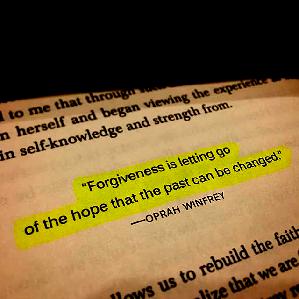 to me that through
n herself and began viewing the experience
in self-knowledge and strength from.
"Forgiveness is letting go
of the hope that the past can be changed."
—OPRAH WINFREY
llows us to rebuild the faith
alize that we are